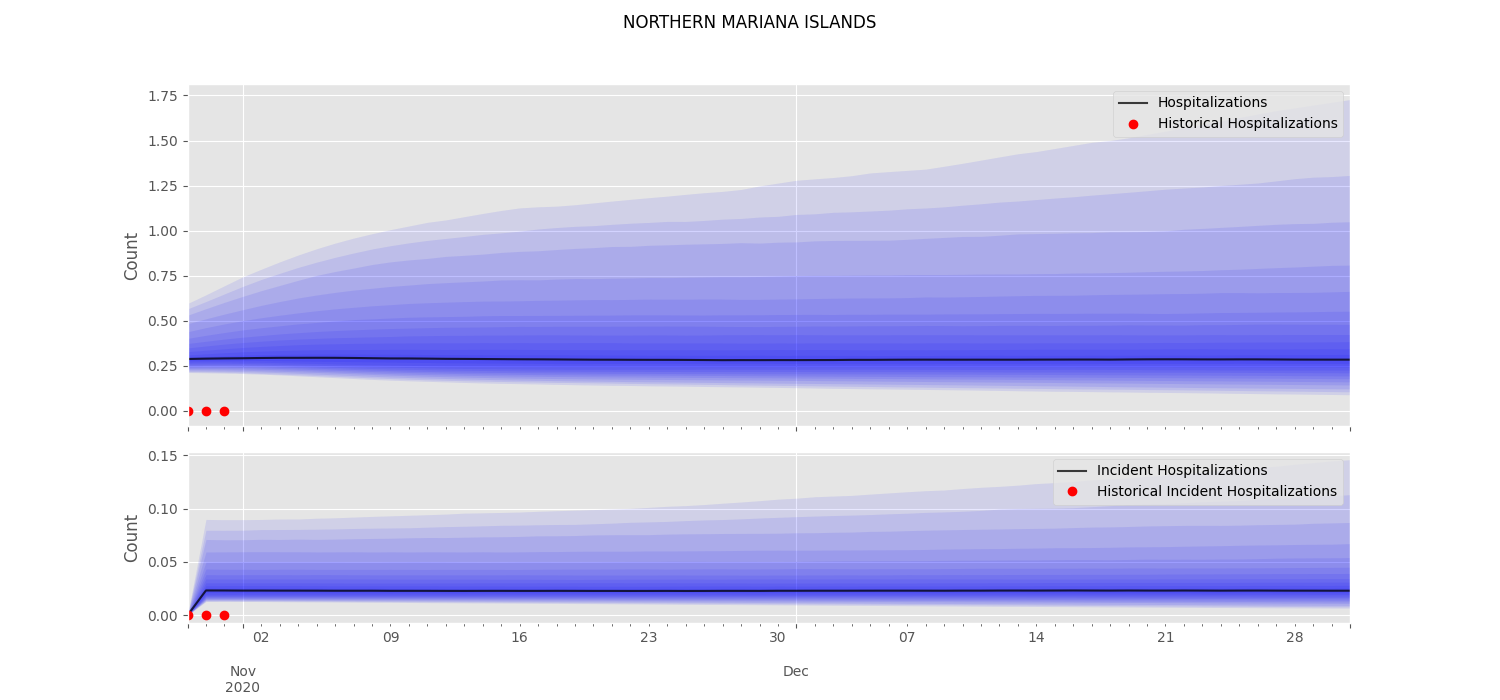 NORTHERN MARIANA ISLANDS
Hospitalizations
Historical Hospitalizations
Count
1.75
1.50
1.25
1.00
0.75
0.50
0.25
0.00
Incident Hospitalizations
Historical Incident Hospitalizations
Count
0.15
0.10
0.05
0.00
02 09 16 23 30 07 14 21 28
Nov Dec
2020